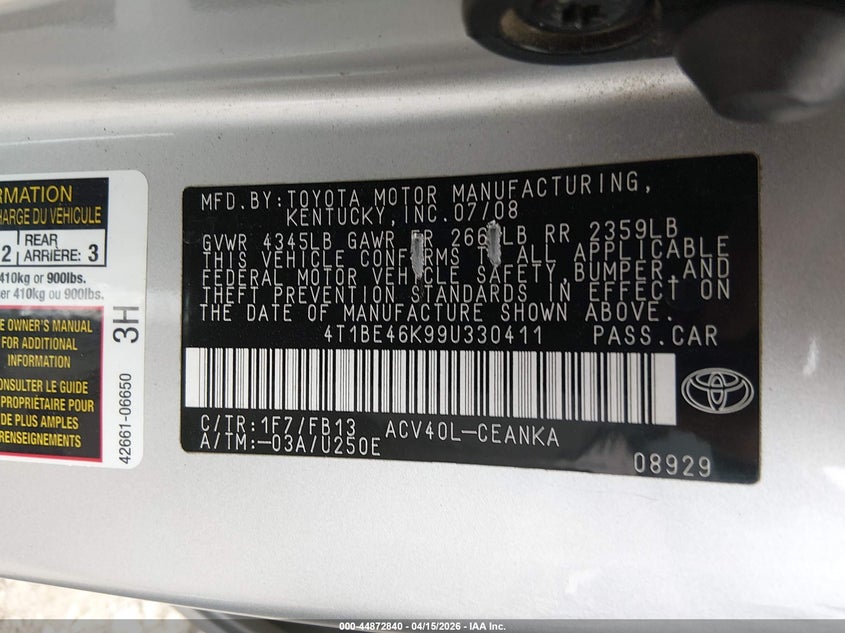 RMATION
HARGE DU VÉHICULE
2 REAR ARRIÈRE: 3
410kg or 900lbs.
er 410kg ou 900lbs.
E OWNER'S MANUAL
FOR ADDITIONAL
INFORMATION
CONSULTER LE GUIDE
PROPRIÉTAIRE POUR
DE PLUS AMPLES
RENSEIGNEMENTS
3H
42661-06650
MFD.BY:TOYOTA MOTOR MANUFACTURING,
KENTUCKY, INC.07/08
GVWR 4345LB GAWR FR LB RR 2359LB
THIS VEHICLE CONFORMS TO ALL APPLICABLE
FEDERAL MOTOR VEHICLE SAFETY, BUMPER, AND
THEFT PREVENTION STANDARDS IN EFFECT ON
THE DATE OF MANUFACTURE SHOWN ABOVE.
4T1BE46K99U330411 PASS.CAR
C/TR:1F7/FB13 ACV40L-CEANKA
A/TM:-03A/U250E
08929
000-44872840 | 04/15/2026 | IAA Inc.